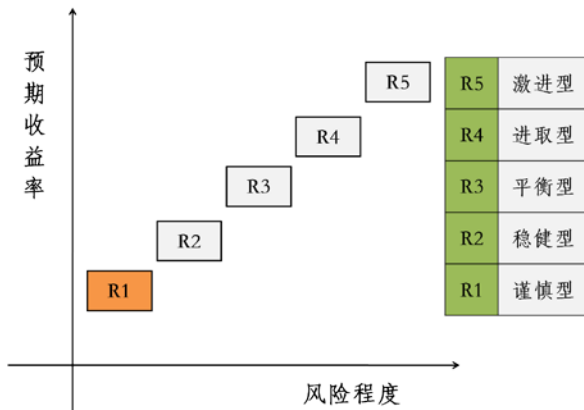 预期收益率
R5
R4
R3
R2
R1
风险程度
R5 激进型
R4 进取型
R3 平衡型
R2 稳健型
R1 谨慎型